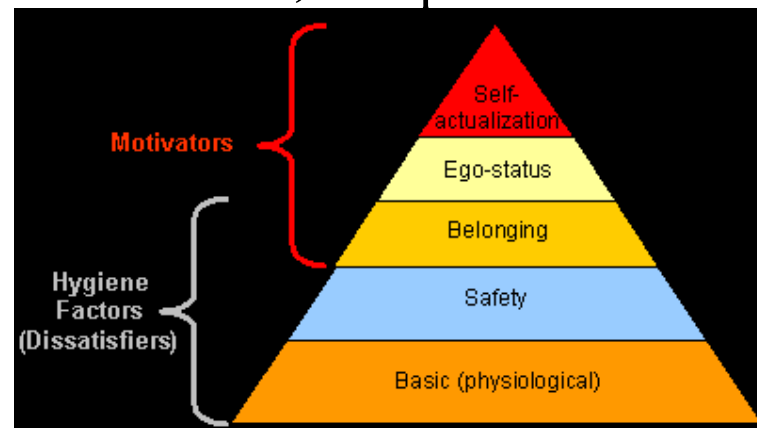 Self-
actualization
Motivators
Ego-status
Belonging
Hygiene
Factors
(Dissatisfiers)
Safety
Basic (physiological)